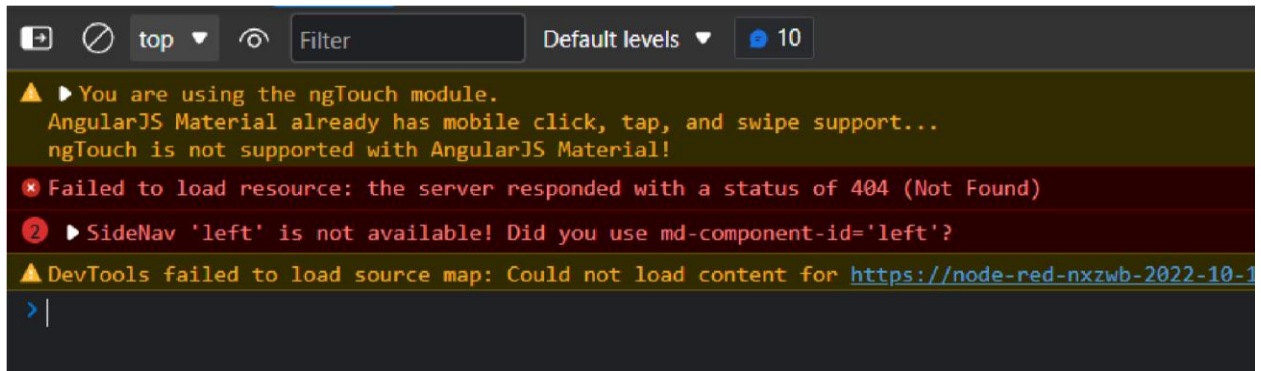 top Filter Default levels 10
You are using the ngTouch module.
AngularJS Material already has mobile click, tap, and swipe support...
ngTouch is not supported with AngularJS Material!
Failed to load resource: the server responded with a status of 404 (Not Found)
2 SideNav 'left' is not available! Did you use md-component-id='left'?
DevTools failed to load source map: Could not load content for https://node-red-nxzwb-2022-10-1